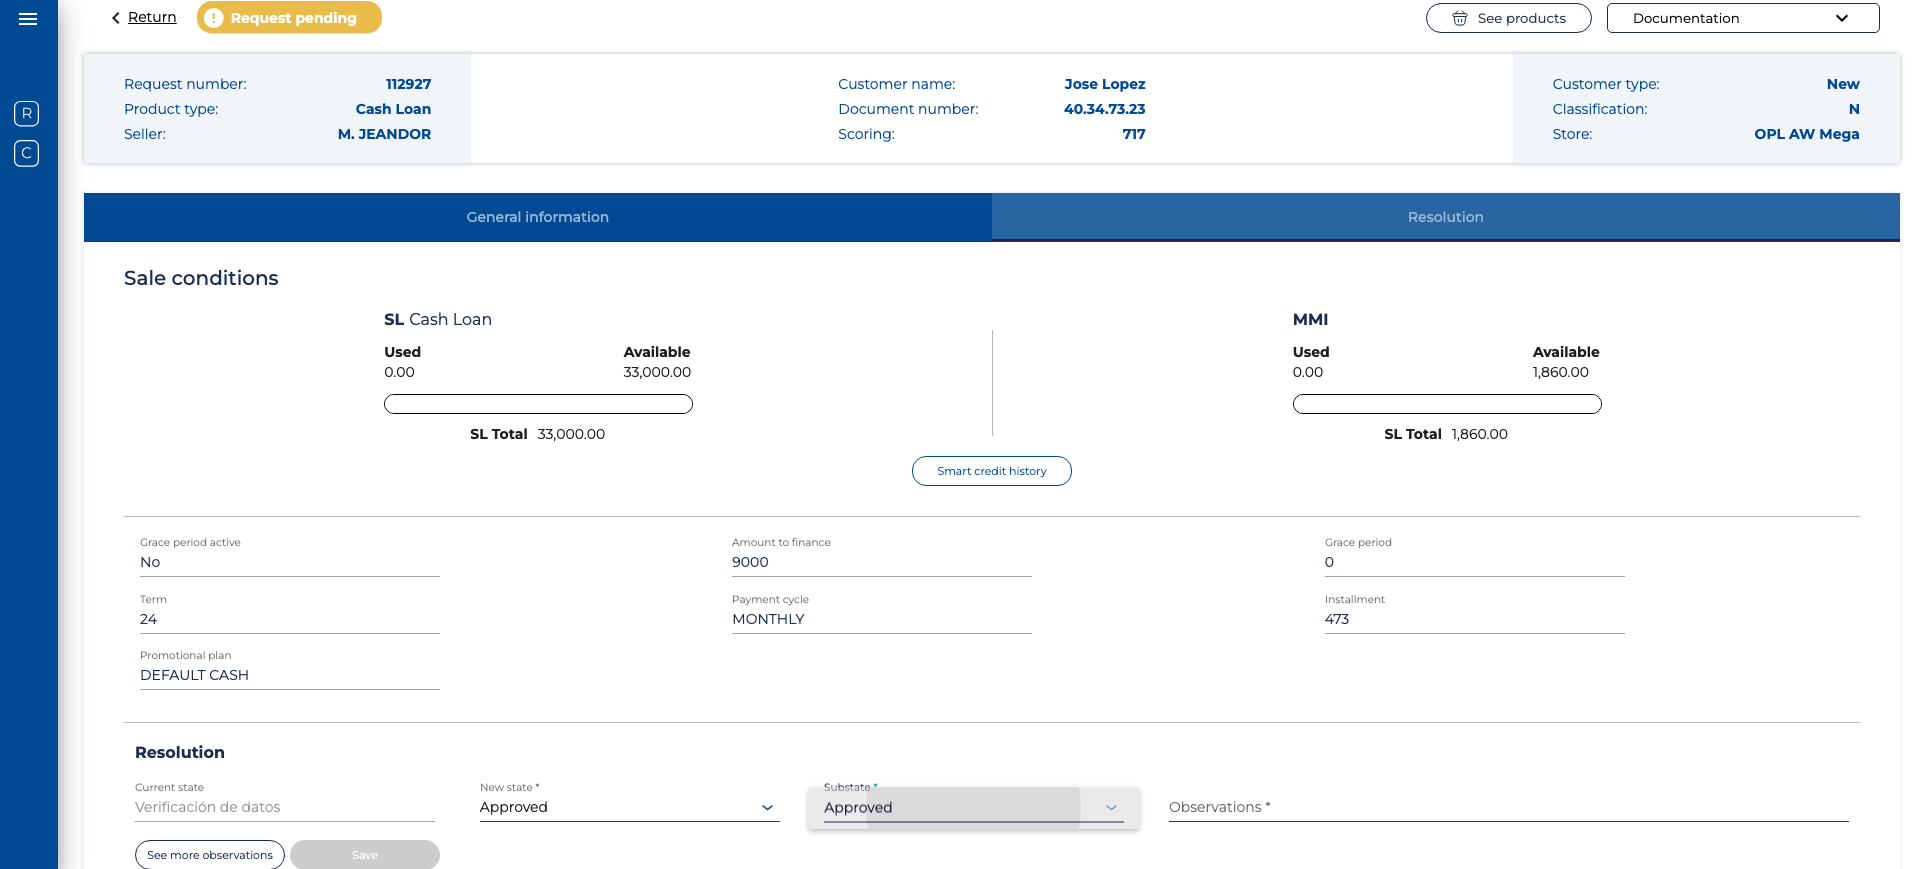 Return
Request pending
See products
Documentation
R
C
Request number: 112927
Product type: Cash Loan
Seller: M. JEANDOR
Customer name: Jose Lopez
Document number: 40.34.73.23
Scoring: 717
Customer type: New
Classification: N
Store: OPL AW Mega
General information
Resolution
Sale conditions
SL Cash Loan
Used Available
0.00 33,000.00
SL Total 33,000.00
MMI
Used Available
0.00 1,860.00
SL Total 1,860.00
Smart credit history
Grace period active
No
Amount to finance
9000
Grace period
0
Term
24
Payment cycle
MONTHLY
Installment
473
Promotional plan
DEFAULT CASH
Resolution
Current state
Verificación de datos
New state *
Approved
Substate *
Approved
Observations *
See more observations
Save